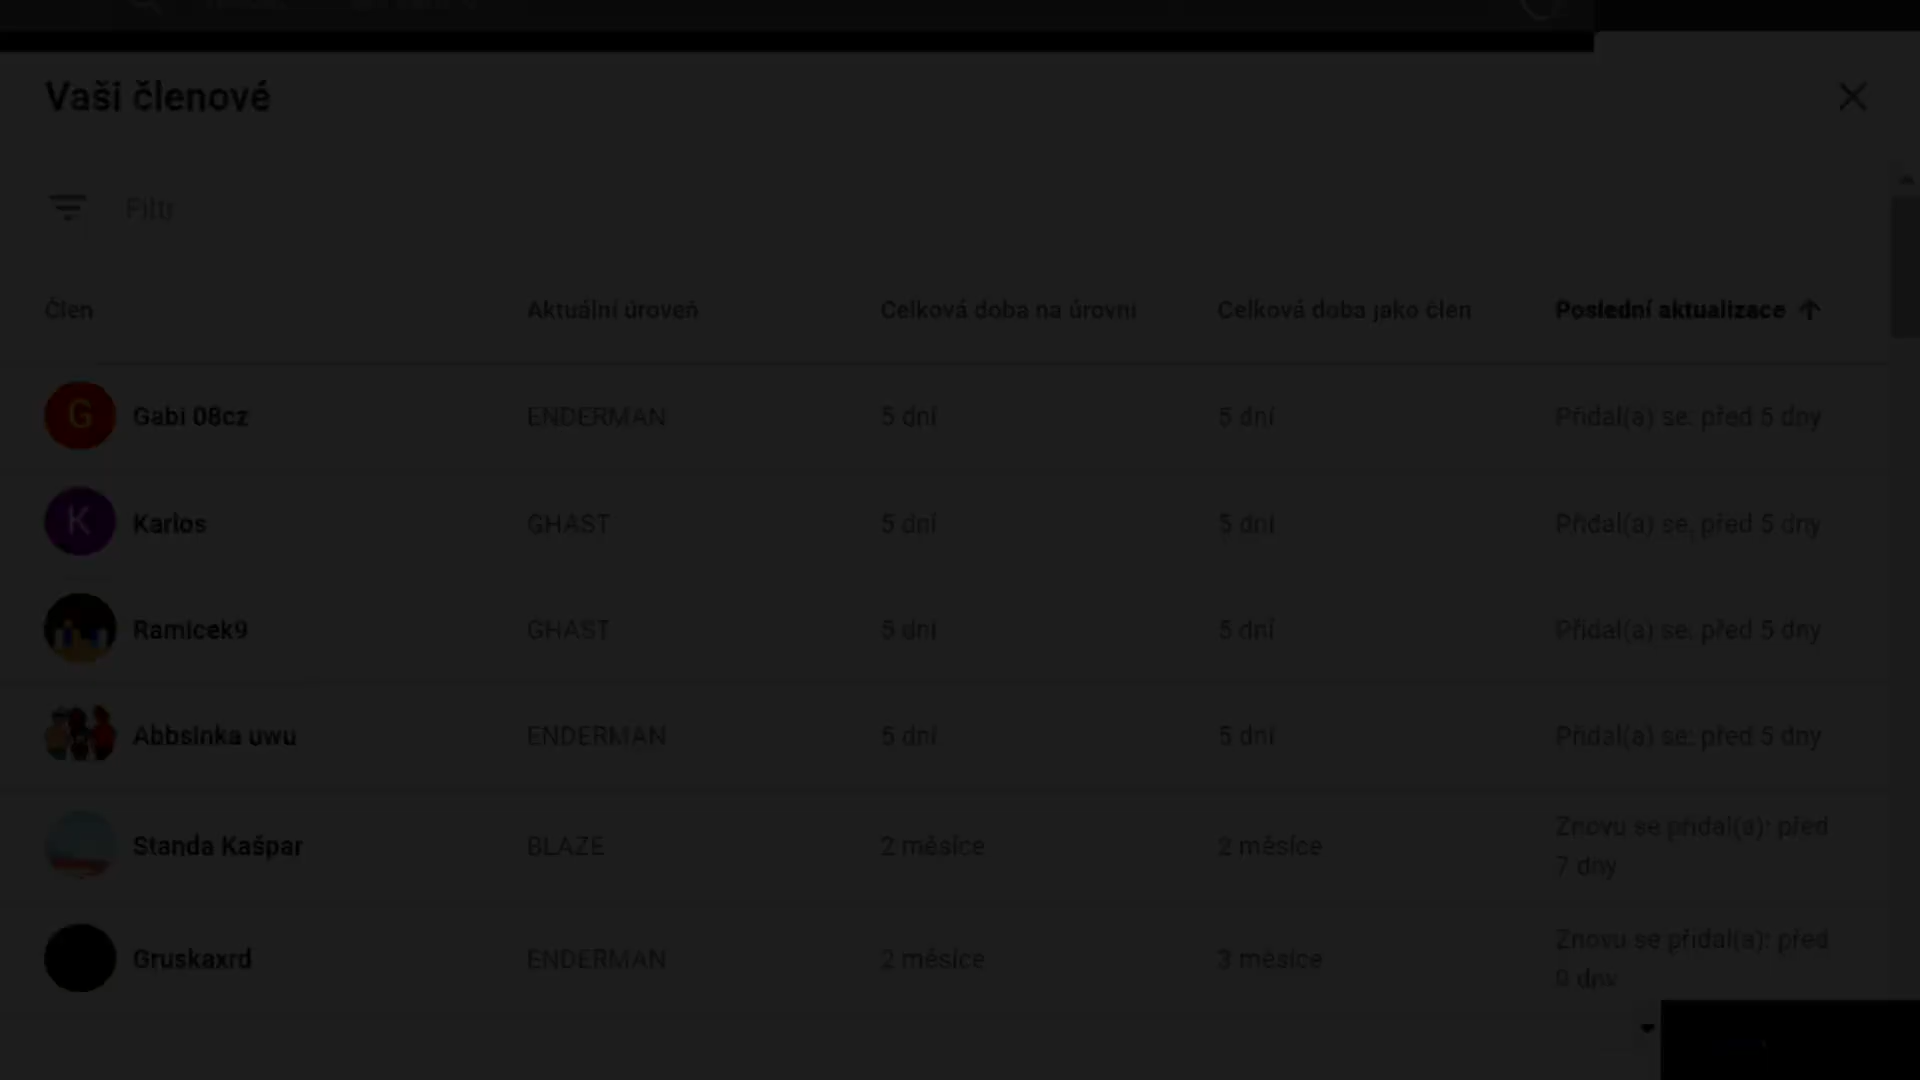 Vaši členové
Filtr
Člen Aktuální úroveň Celková doba na úrovni Celková doba jako člen Poslední aktualizace
G Gabi 08cz ENDERMAN 5 dní 5 dní Přidal(a) se: před 5 dny
K Karlos GHAST 5 dní 5 dní Přidal(a) se: před 5 dny
Ramicek9 GHAST 5 dní 5 dní Přidal(a) se: před 5 dny
Abbsinka uwu ENDERMAN 5 dní 5 dní Přidal(a) se: před 5 dny
Standa Kašpar BLAZE 2 měsíce 2 měsíce Znovu se přidal(a): před
7 dny
Gruskaxrd ENDERMAN 2 měsíce 3 měsíce Znovu se přidal(a): před
dny